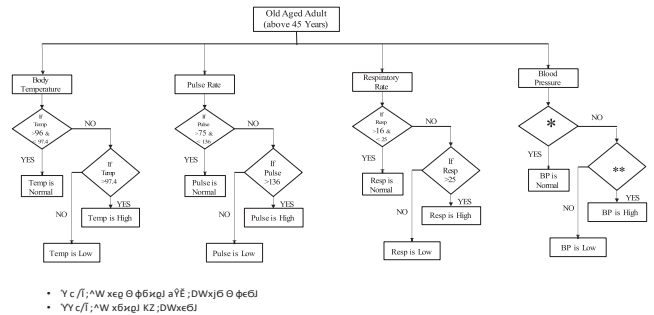 Old Aged Adult
(above 45 Years)
Body
Temperature
Pulse Rate
Respiratory
Rate
Blood
Pressure
If
Temp
>96 &
< 97.4
NO
YES
If
Temp
>97.4
Temp is
Normal
YES
Temp is High
NO
Temp is Low
If
Pulse
>75 &
< 136
NO
YES
If
Pulse
>136
Pulse is
Normal
YES
Pulse is High
NO
Pulse is Low
If
Resp
>16 &
< 25
NO
YES
If
Resp
>25
Resp is
Normal
YES
Resp is High
NO
Resp is Low
*
NO
YES
**
BP is
Normal
YES
BP is High
NO
BP is Low